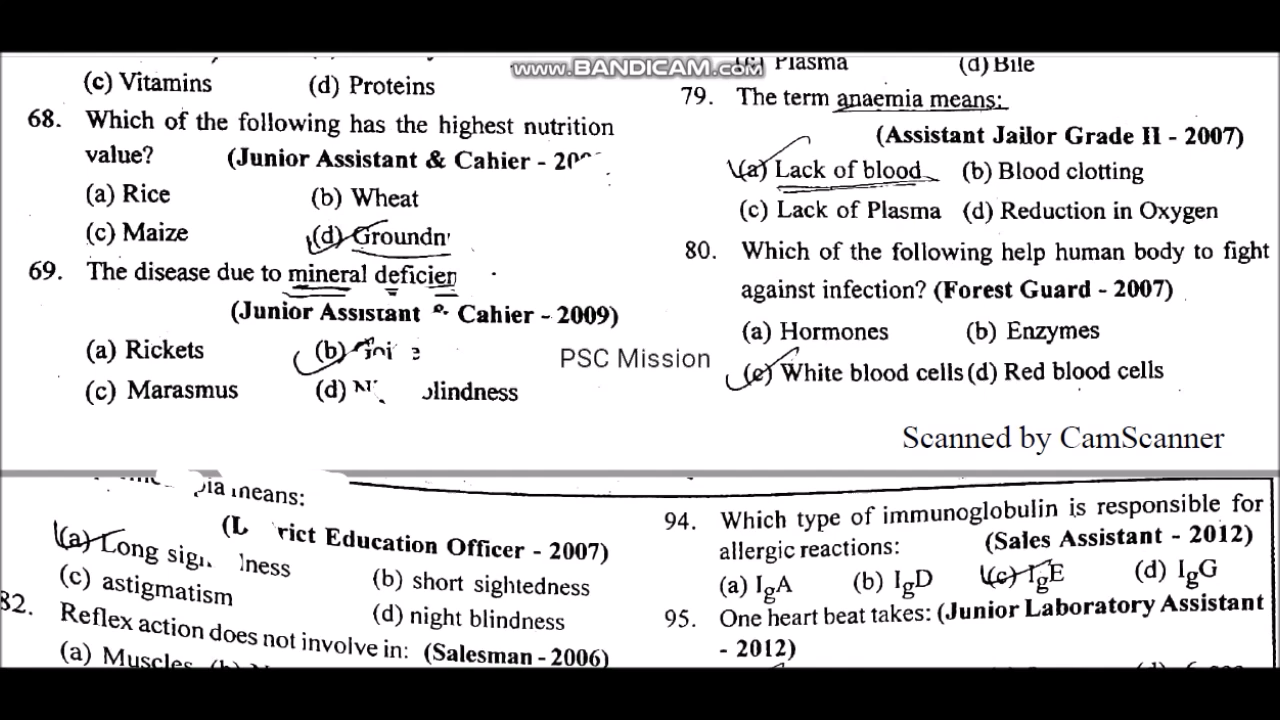 www.BANDICAM.com
(c) Vitamins (d) Proteins
68. Which of the following has the highest nutrition
value? (Junior Assistant & Cahier - 20
(a) Rice (b) Wheat
(c) Maize (d) Groundn
69. The disease due to mineral deficien
(Junior Assistant & Cahier - 2009)
(a) Rickets (b)
(c) Marasmus (d) blindness
PSC Mission
(c) Plasma (d) Bile
79. The term anaemia means:
(Assistant Jailor Grade II - 2007)
(a) Lack of blood (b) Blood clotting
(c) Lack of Plasma (d) Reduction in Oxygen
80. Which of the following help human body to fight
against infection? (Forest Guard - 2007)
(a) Hormones (b) Enzymes
(c) White blood cells (d) Red blood cells
Scanned by CamScanner
means:
rict Education Officer - 2007)
(a) Long sigh ness
(b) short sightedness
(c) astigmatism
(d) night blindness
82. Reflex action does not involve in: (Salesman - 2006)
(a) Muscles
94. Which type of immunoglobulin is responsible for
allergic reactions: (Sales Assistant - 2012)
(a) IgA (b) IgD (c) IgE (d) IgG
95. One heart beat takes: (Junior Laboratory Assistant
- 2012)